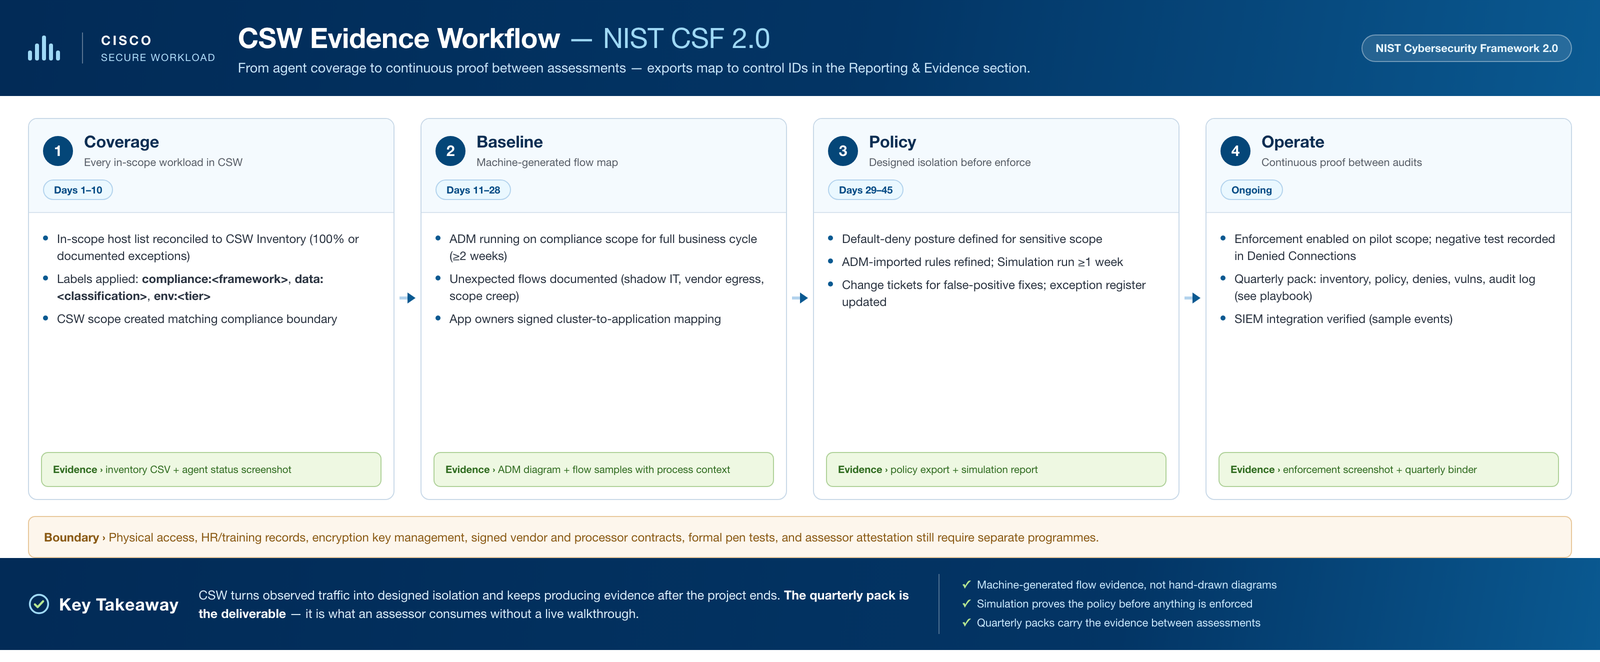 CISCO
SECURE WORKLOAD
CSW Evidence Workflow — NIST CSF 2.0
From agent coverage to continuous proof between assessments — exports map to control IDs in the Reporting & Evidence section.
NIST Cybersecurity Framework 2.0
1
Coverage
Every in-scope workload in CSW
Days 1–10
• In-scope host list reconciled to CSW Inventory (100% or
documented exceptions)
• Labels applied: compliance:<framework>, data:
<classification>, env:<tier>
• CSW scope created matching compliance boundary
Evidence › inventory CSV + agent status screenshot
2
Baseline
Machine-generated flow map
Days 11–28
• ADM running on compliance scope for full business cycle
(≥2 weeks)
• Unexpected flows documented (shadow IT, vendor egress,
scope creep)
• App owners signed cluster-to-application mapping
Evidence › ADM diagram + flow samples with process context
3
Policy
Designed isolation before enforce
Days 29–45
• Default-deny posture defined for sensitive scope
• ADM-imported rules refined; Simulation run ≥1 week
• Change tickets for false-positive fixes; exception register
updated
Evidence › policy export + simulation report
4
Operate
Continuous proof between audits
Ongoing
• Enforcement enabled on pilot scope; negative test recorded
in Denied Connections
• Quarterly pack: inventory, policy, denies, vulns, audit log
(see playbook)
• SIEM integration verified (sample events)
Evidence › enforcement screenshot + quarterly binder
Boundary › Physical access, HR/training records, encryption key management, signed vendor and processor contracts, formal pen tests, and assessor attestation still require separate programmes.
Key Takeaway
CSW turns observed traffic into designed isolation and keeps producing evidence after the project ends. The quarterly pack is
the deliverable — it is what an assessor consumes without a live walkthrough.
✓ Machine-generated flow evidence, not hand-drawn diagrams
✓ Simulation proves the policy before anything is enforced
✓ Quarterly packs carry the evidence between assessments